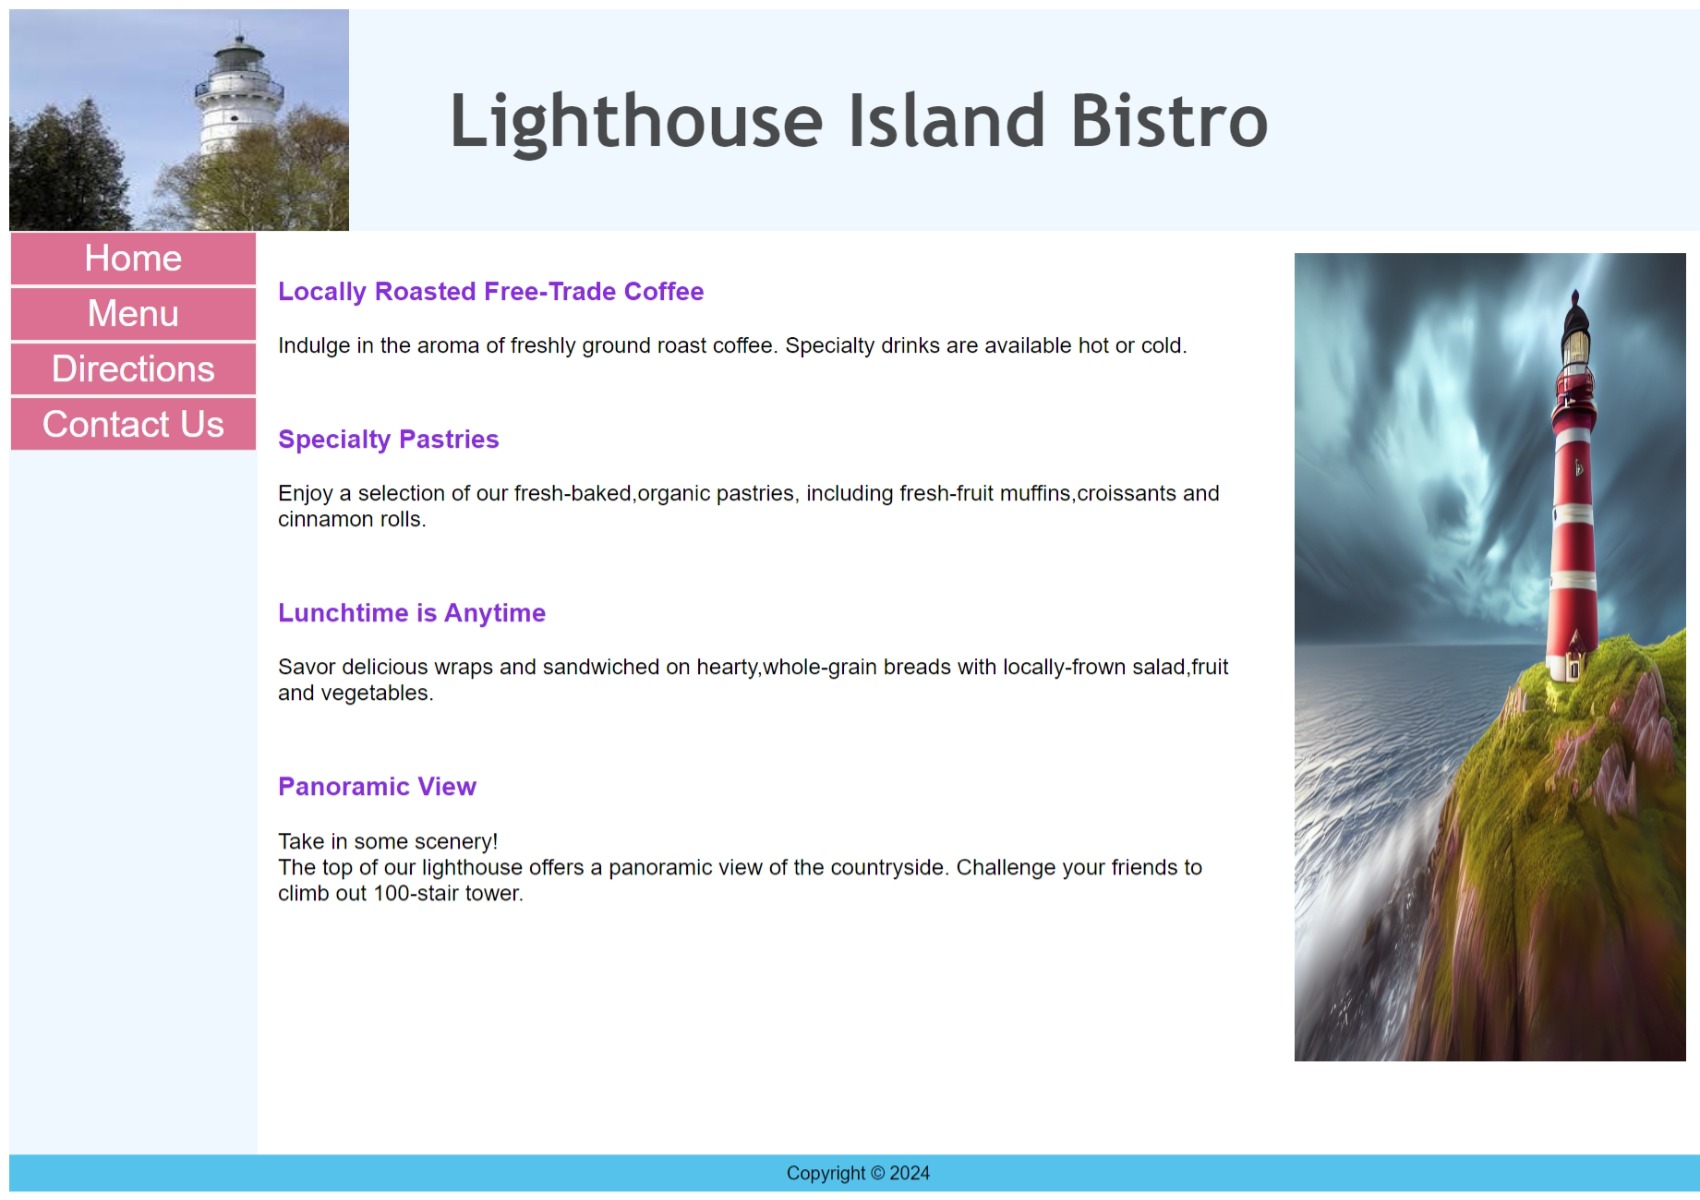 Lighthouse Island Bistro
Home
Menu
Directions
Contact Us
Locally Roasted Free-Trade Coffee
Indulge in the aroma of freshly ground roast coffee. Specialty drinks are available hot or cold.
Specialty Pastries
Enjoy a selection of our fresh-baked,organic pastries, including fresh-fruit muffins,croissants and
cinnamon rolls.
Lunchtime is Anytime
Savor delicious wraps and sandwiched on hearty,whole-grain breads with locally-frown salad,fruit
and vegetables.
Panoramic View
Take in some scenery!
The top of our lighthouse offers a panoramic view of the countryside. Challenge your friends to
climb out 100-stair tower.
Copyright © 2024